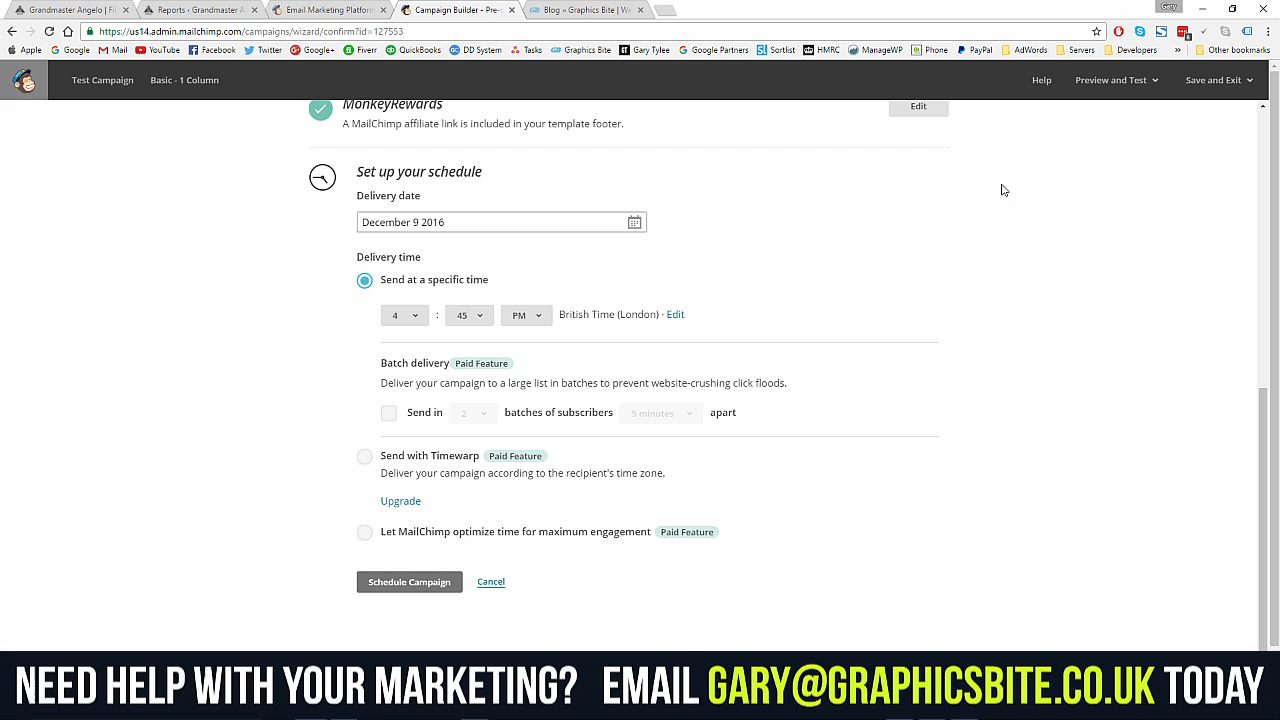 Grandmaster Angelo | Fil
Reports ‹ Grandmaster A
Email Marketing Platform
Campaign Builder - Pre-
Blog » Graphics Bite | We
Gary
https://us14.admin.mailchimp.com/campaigns/wizard/confirm?id=127553
Apple
Google
Mail
YouTube
Facebook
Twitter
Google+
Forex
QuickBooks
DD System
Tasks
Graphics Bite
Gary Tylee
Google Partners
Sortlist
HMRC
ManageWP
Phone
PayPal
AdWords
Servers
Developers
Other bookmarks
Test Campaign
Basic - 1 Column
Help
Preview and Test
Save and Exit
MonkeyRewards
Edit
A MailChimp affiliate link is included in your template footer.
Set up your schedule
Delivery date
December 9 2016
Delivery time
Send at a specific time
4 : 45 PM British Time (London) · Edit
Batch delivery Paid Feature
Deliver your campaign to a large list in batches to prevent website-crushing click floods.
Send in 2 batches of subscribers 5 minutes apart
Send with Timewarp Paid Feature
Deliver your campaign according to the recipient's time zone.
Upgrade
Let MailChimp optimize time for maximum engagement Paid Feature
Schedule Campaign Cancel
NEED HELP WITH YOUR MARKETING? EMAIL GARY@GRAPHICSBITE.CO.UK TODAY